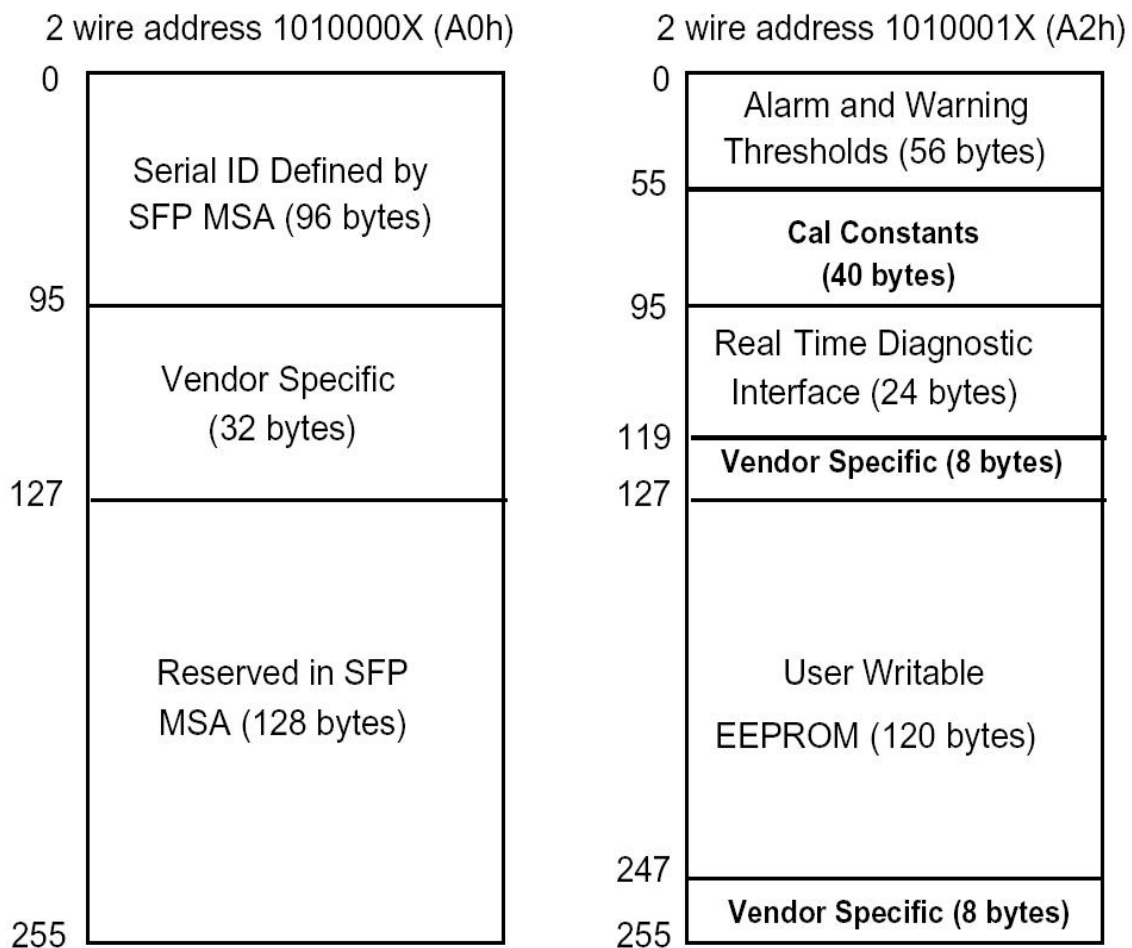 2 wire address 1010000X (A0h)
0
Serial ID Defined by
SFP MSA (96 bytes)
95
Vendor Specific
(32 bytes)
127
Reserved in SFP
MSA (128 bytes)
255
2 wire address 1010001X (A2h)
0
Alarm and Warning
Thresholds (56 bytes)
55
Cal Constants
(40 bytes)
95
Real Time Diagnostic
Interface (24 bytes)
119
Vendor Specific (8 bytes)
127
User Writable
EEPROM (120 bytes)
247
Vendor Specific (8 bytes)
255